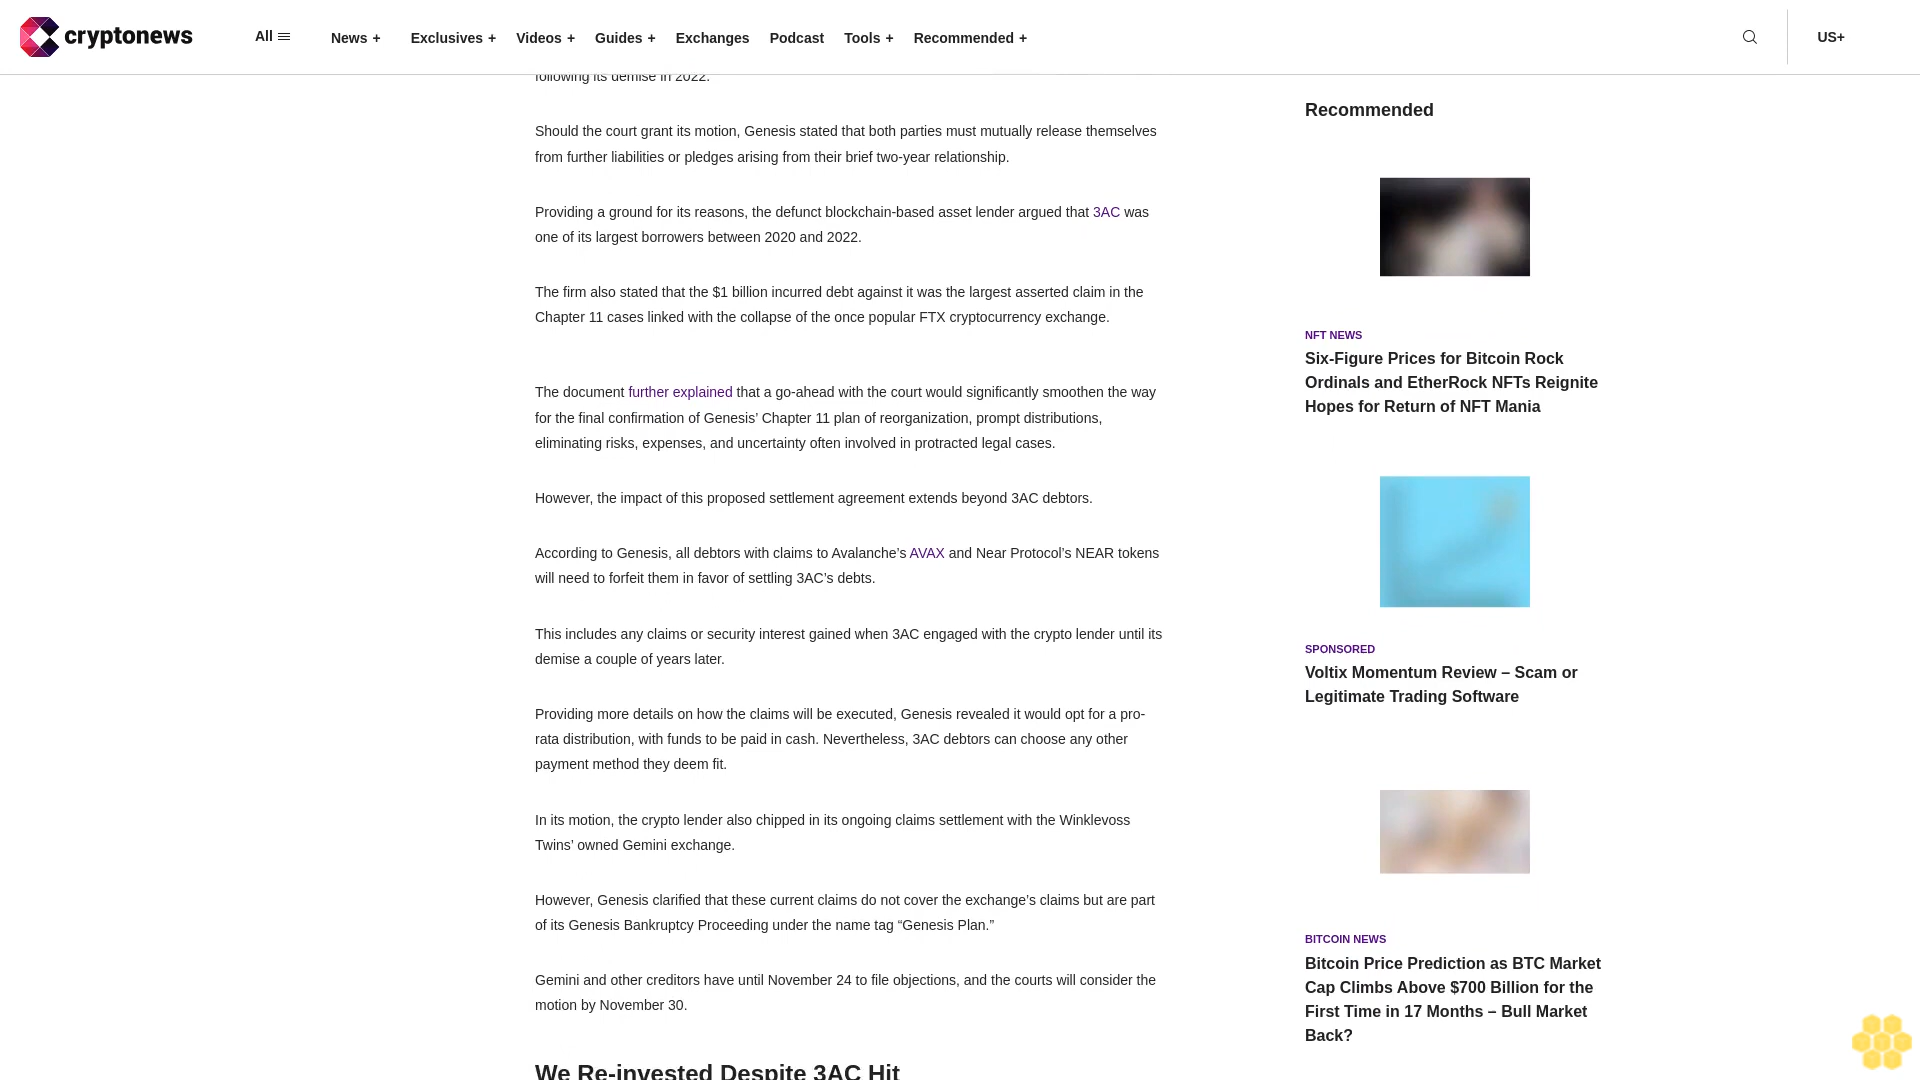 cryptonews
All
News +
Exclusives +
Videos +
Guides +
Exchanges
Podcast
Tools +
Recommended +
US+
following its demise in 2022.
Should the court grant its motion, Genesis stated that both parties must mutually release themselves
from further liabilities or pledges arising from their brief two-year relationship.
Providing a ground for its reasons, the defunct blockchain-based asset lender argued that 3AC was
one of its largest borrowers between 2020 and 2022.
The firm also stated that the $1 billion incurred debt against it was the largest asserted claim in the
Chapter 11 cases linked with the collapse of the once popular FTX cryptocurrency exchange.
The document further explained that a go-ahead with the court would significantly smoothen the way
for the final confirmation of Genesis’ Chapter 11 plan of reorganization, prompt distributions,
eliminating risks, expenses, and uncertainty often involved in protracted legal cases.
However, the impact of this proposed settlement agreement extends beyond 3AC debtors.
According to Genesis, all debtors with claims to Avalanche’s AVAX and Near Protocol’s NEAR tokens
will need to forfeit them in favor of settling 3AC’s debts.
This includes any claims or security interest gained when 3AC engaged with the crypto lender until its
demise a couple of years later.
Providing more details on how the claims will be executed, Genesis revealed it would opt for a pro-
rata distribution, with funds to be paid in cash. Nevertheless, 3AC debtors can choose any other
payment method they deem fit.
In its motion, the crypto lender also chipped in its ongoing claims settlement with the Winklevoss
Twins’ owned Gemini exchange.
However, Genesis clarified that these current claims do not cover the exchange’s claims but are part
of its Genesis Bankruptcy Proceeding under the name tag “Genesis Plan.”
Gemini and other creditors have until November 24 to file objections, and the courts will consider the
motion by November 30.
We Re-invested Despite 3AC Hit
Recommended
NFT NEWS
Six-Figure Prices for Bitcoin Rock
Ordinals and EtherRock NFTs Reignite
Hopes for Return of NFT Mania
SPONSORED
Voltix Momentum Review – Scam or
Legitimate Trading Software
BITCOIN NEWS
Bitcoin Price Prediction as BTC Market
Cap Climbs Above $700 Billion for the
First Time in 17 Months – Bull Market
Back?